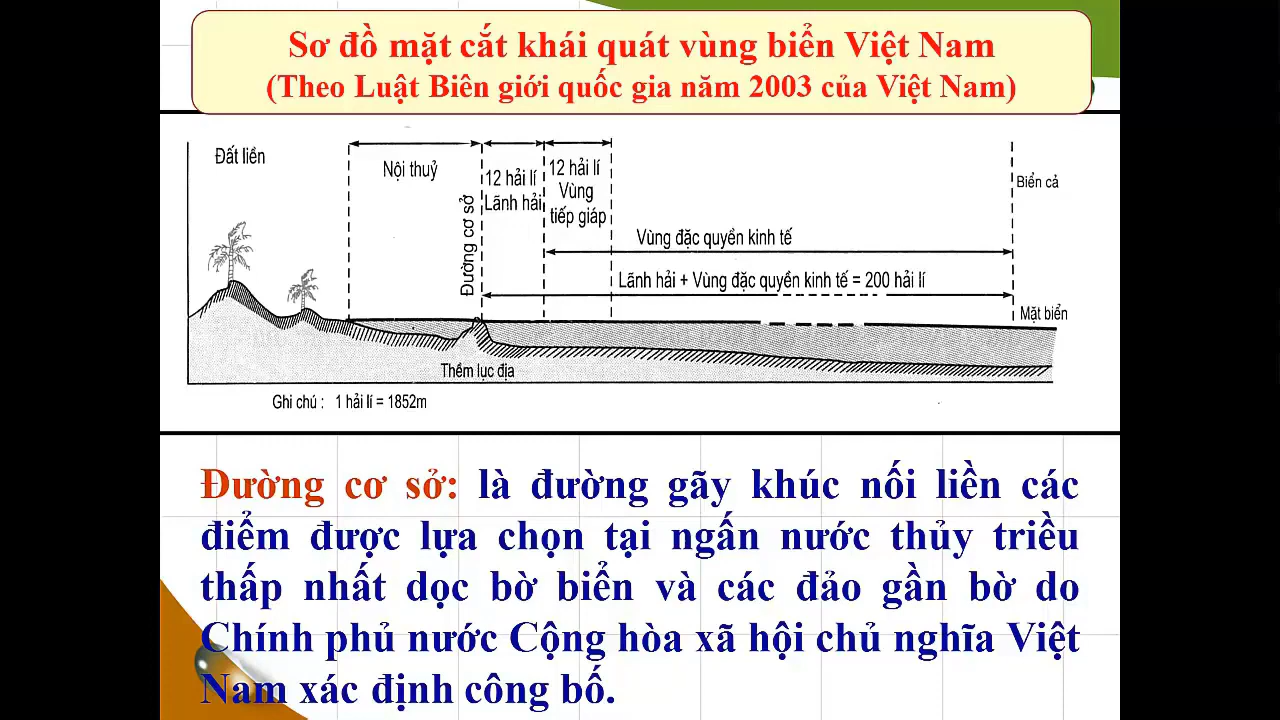 Sơ đồ mặt cắt khái quát vùng biển Việt Nam
(Theo Luật Biên giới quốc gia năm 2003 của Việt Nam)
Đất liền
Nội thuỷ
Đường cơ sở
12 hải lí
Lãnh hải
12 hải lí
Vùng
tiếp giáp
Biển cả
Vùng đặc quyền kinh tế
Lãnh hải + Vùng đặc quyền kinh tế = 200 hải lí
Mặt biển
Thềm lục địa
Ghi chú : 1 hải lí = 1852m
Đường cơ sở: là đường gãy khúc nối liền các
điểm được lựa chọn tại ngấn nước thủy triều
thấp nhất dọc bờ biển và các đảo gần bờ do
Chính phủ nước Cộng hòa xã hội chủ nghĩa Việt
Nam xác định công bố.